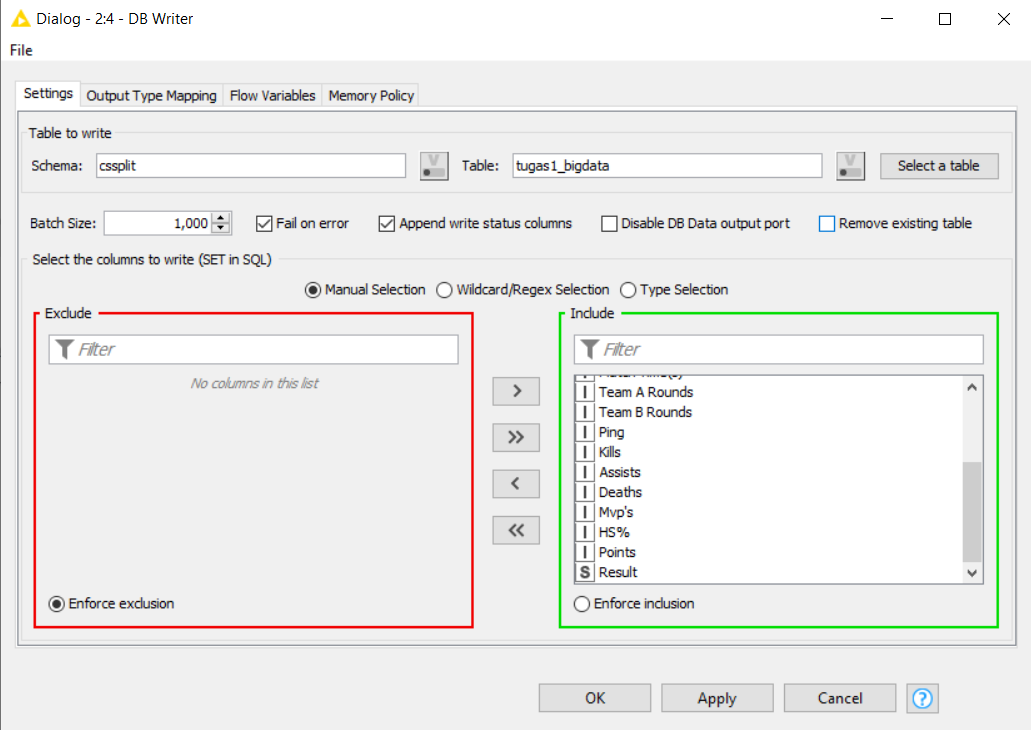 Dialog - 2:4 - DB Writer
File
Settings Output Type Mapping Flow Variables Memory Policy
Table to write
Schema: cssplit V Table: tugas1_bigdata V Select a table
Batch Size: 1,000 Fail on error Append write status columns Disable DB Data output port Remove existing table
Select the columns to write (SET in SQL)
Manual Selection Wildcard/Regex Selection Type Selection
Exclude
Filter
No columns in this list
Enforce exclusion
>
>>
<
<<
Include
Filter
I Team A Rounds
I Team B Rounds
I Ping
I Kills
I Assists
I Deaths
I Mvp's
I HS%
I Points
S Result
Enforce inclusion
OK Apply Cancel ?